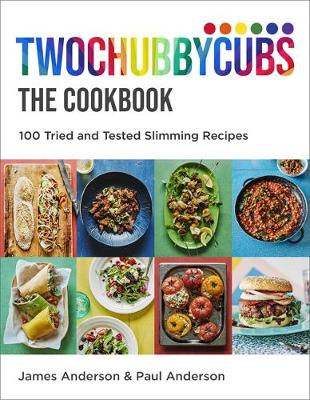 TWOCHUBBYCUBS
THE COOKBOOK
100 Tried and Tested Slimming Recipes
James Anderson & Paul Anderson